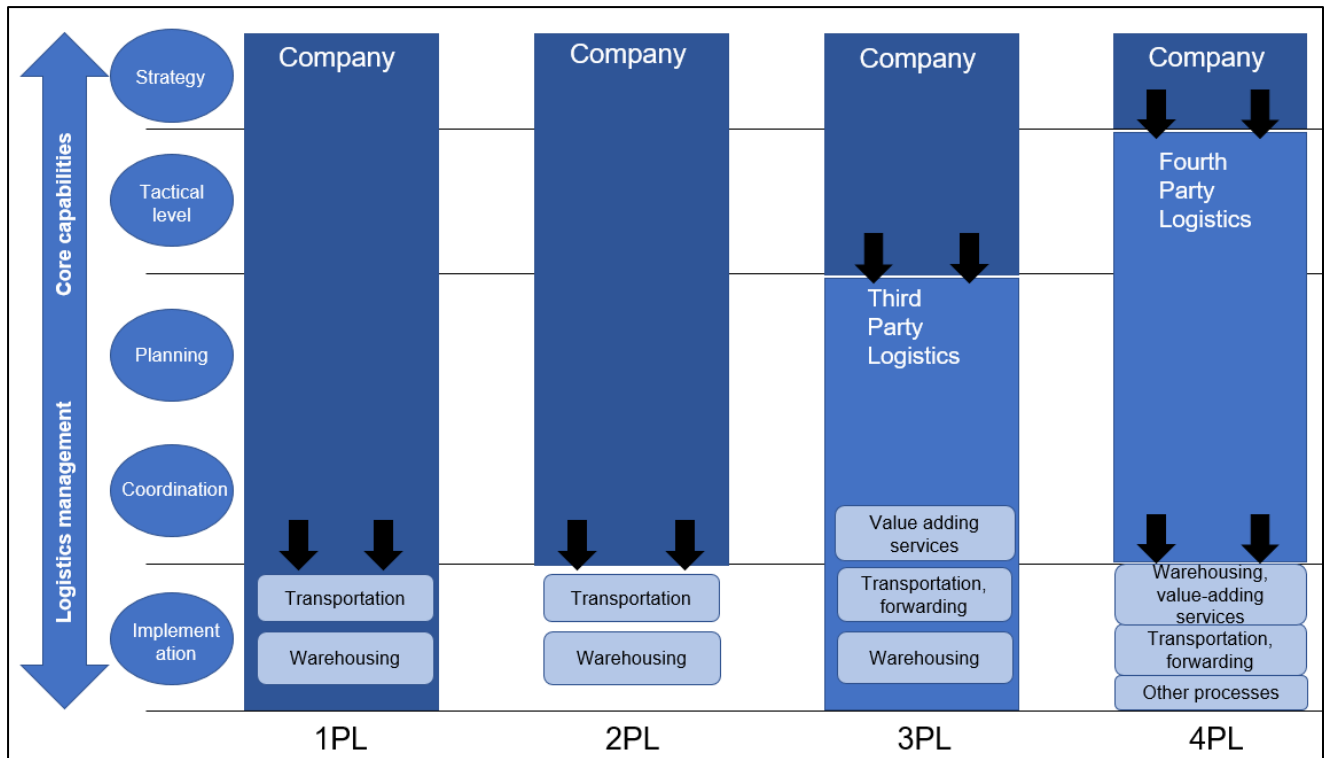 Core capabilities
Logistics management
Strategy
Tactical
level
Planning
Coordination
Implement
ation
Company
Transportation
Warehousing
1PL
Company
Transportation
Warehousing
2PL
Company
Third
Party
Logistics
Value adding
services
Transportation,
forwarding
Warehousing
3PL
Company
Fourth
Party
Logistics
Warehousing,
value-adding
services
Transportation,
forwarding
Other processes
4PL